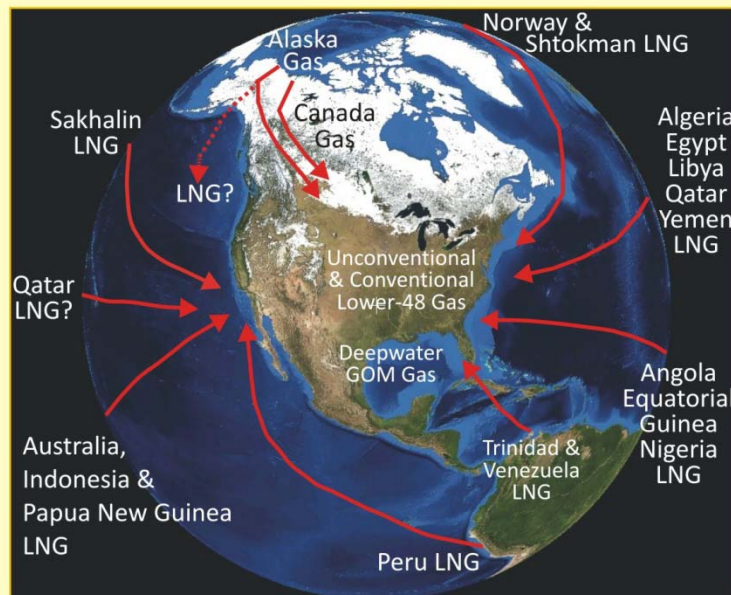 Norway &
Shtokman LNG
Alaska
Gas
Canada
Gas
Sakhalin
LNG
LNG?
Algeria
Egypt
Libya
Qatar
Yemen
LNG
Unconventional
& Conventional
Lower-48 Gas
Qatar
LNG?
Deepwater
GOM Gas
Angola
Equatorial
Guinea
Nigeria
LNG
Trinidad &
Venezuela
LNG
Australia,
Indonesia &
Papua New Guinea
LNG
Peru LNG